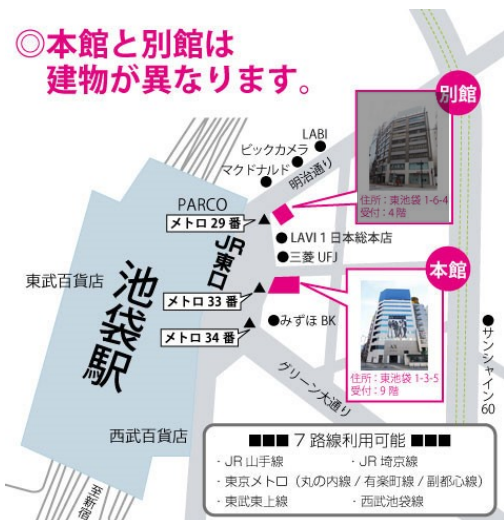 ◎本館と別館は
建物が異なります。
別館
LABI
ビックカメラ
マクドナルド
明治通り
住所：東池袋 1-6-4
受付：4 階
PARCO
メトロ 29 番
JR東口
LAVI 1 日本総本店
三菱 UFJ
東武百貨店
池袋駅
本館
メトロ 33 番
みずほ BK
メトロ 34 番
サンシャイン60
住所：東池袋 1-3-5
受付：9 階
グリーン大通り
西武百貨店
至新宿
■■■ 7 路線利用可能 ■■■
・JR 山手線 ・JR 埼京線
・東京メトロ（丸の内線 / 有楽町線 / 副都心線）
・東武東上線 ・西武池袋線